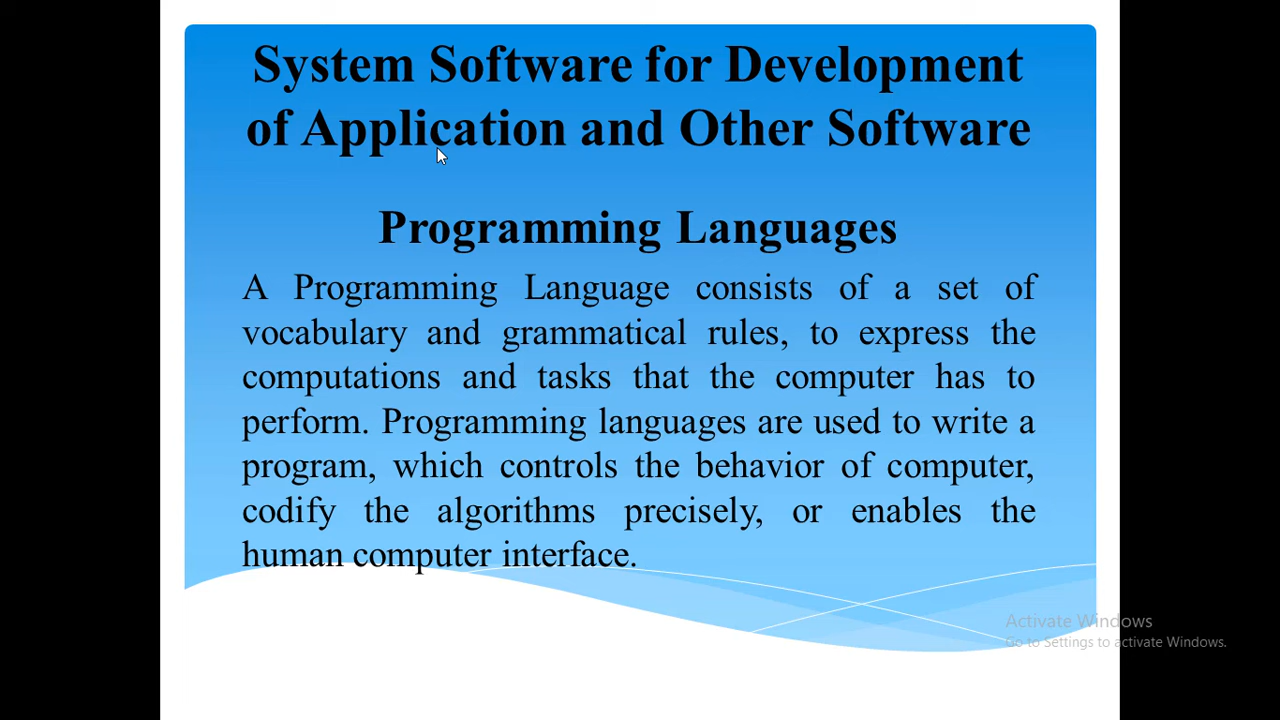 System Software for Development
of Application and Other Software
Programming Languages
A Programming Language consists of a set of
vocabulary and grammatical rules, to express the
computations and tasks that the computer has to
perform. Programming languages are used to write a
program, which controls the behavior of computer,
codify the algorithms precisely, or enables the
human computer interface.
Activate Windows
Go to Settings to activate Windows.